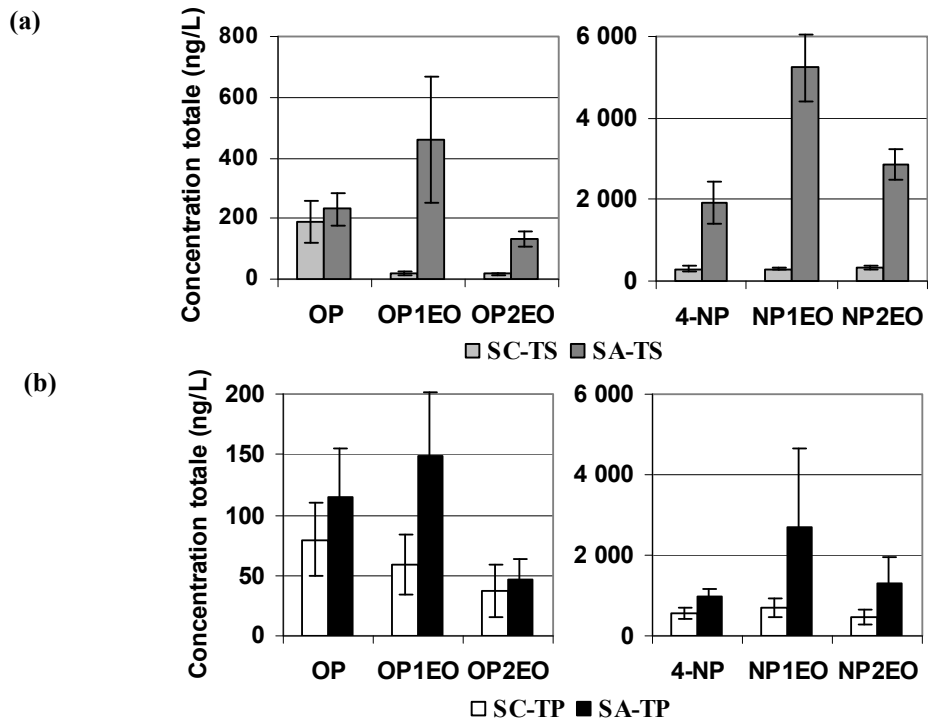 (a)
Concentration totale (ng/L)
800
600
400
200
0
OP OP1EO OP2EO
6 000
4 000
2 000
0
4-NP NP1EO NP2EO
SC-TS SA-TS
(b)
Concentration totale (ng/L)
200
150
100
50
0
OP OP1EO OP2EO
6 000
4 000
2 000
0
4-NP NP1EO NP2EO
SC-TP SA-TP